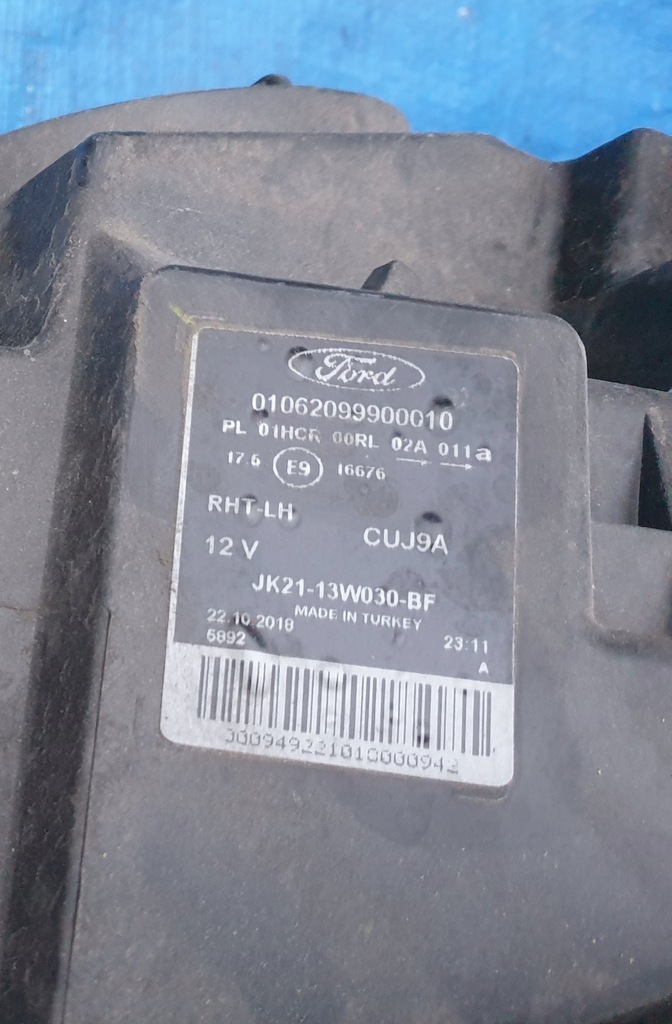 Ford
01062099900010
PL 01HCR 00RL 02A 011a
17.5 E9 16676
RHT-LH
CUJ9A
12 V
JK21-13W030-BF
MADE IN TURKEY
22.10.2018
23:11
5892
A
3009492210180000942